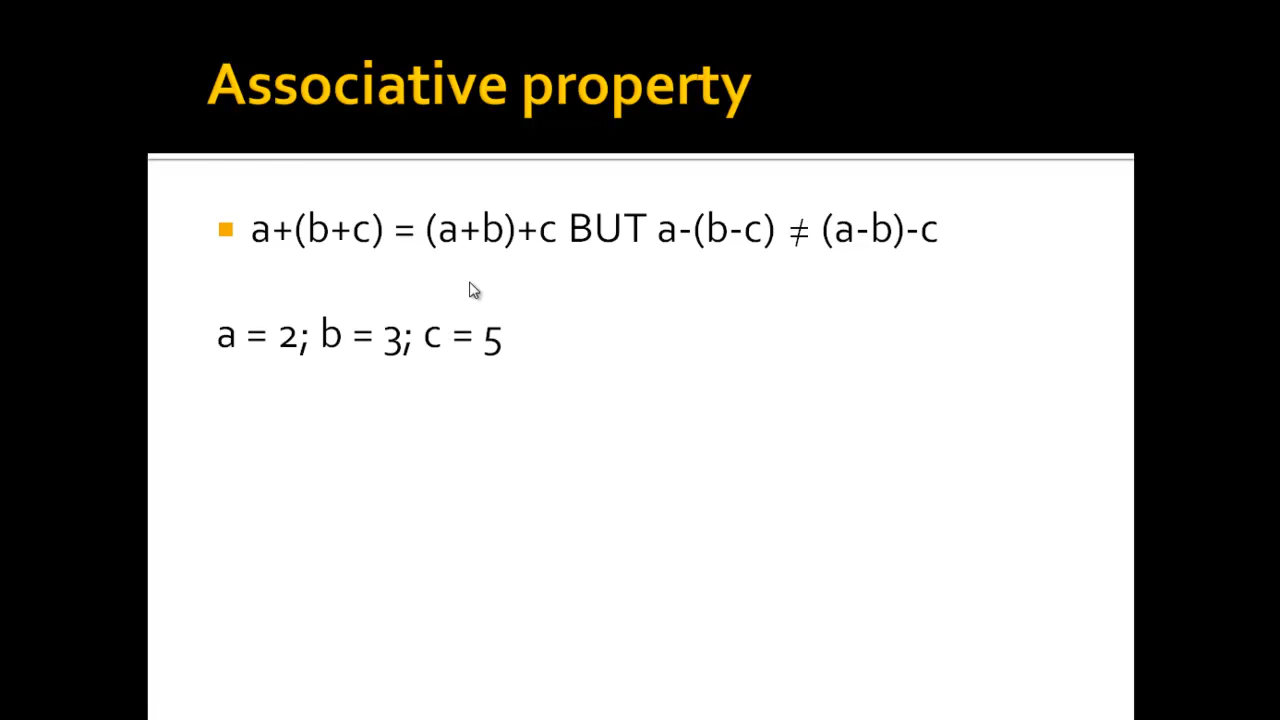 Associative property
a+(b+c) = (a+b)+c BUT a-(b-c) ≠ (a-b)-c
a = 2; b = 3; c = 5